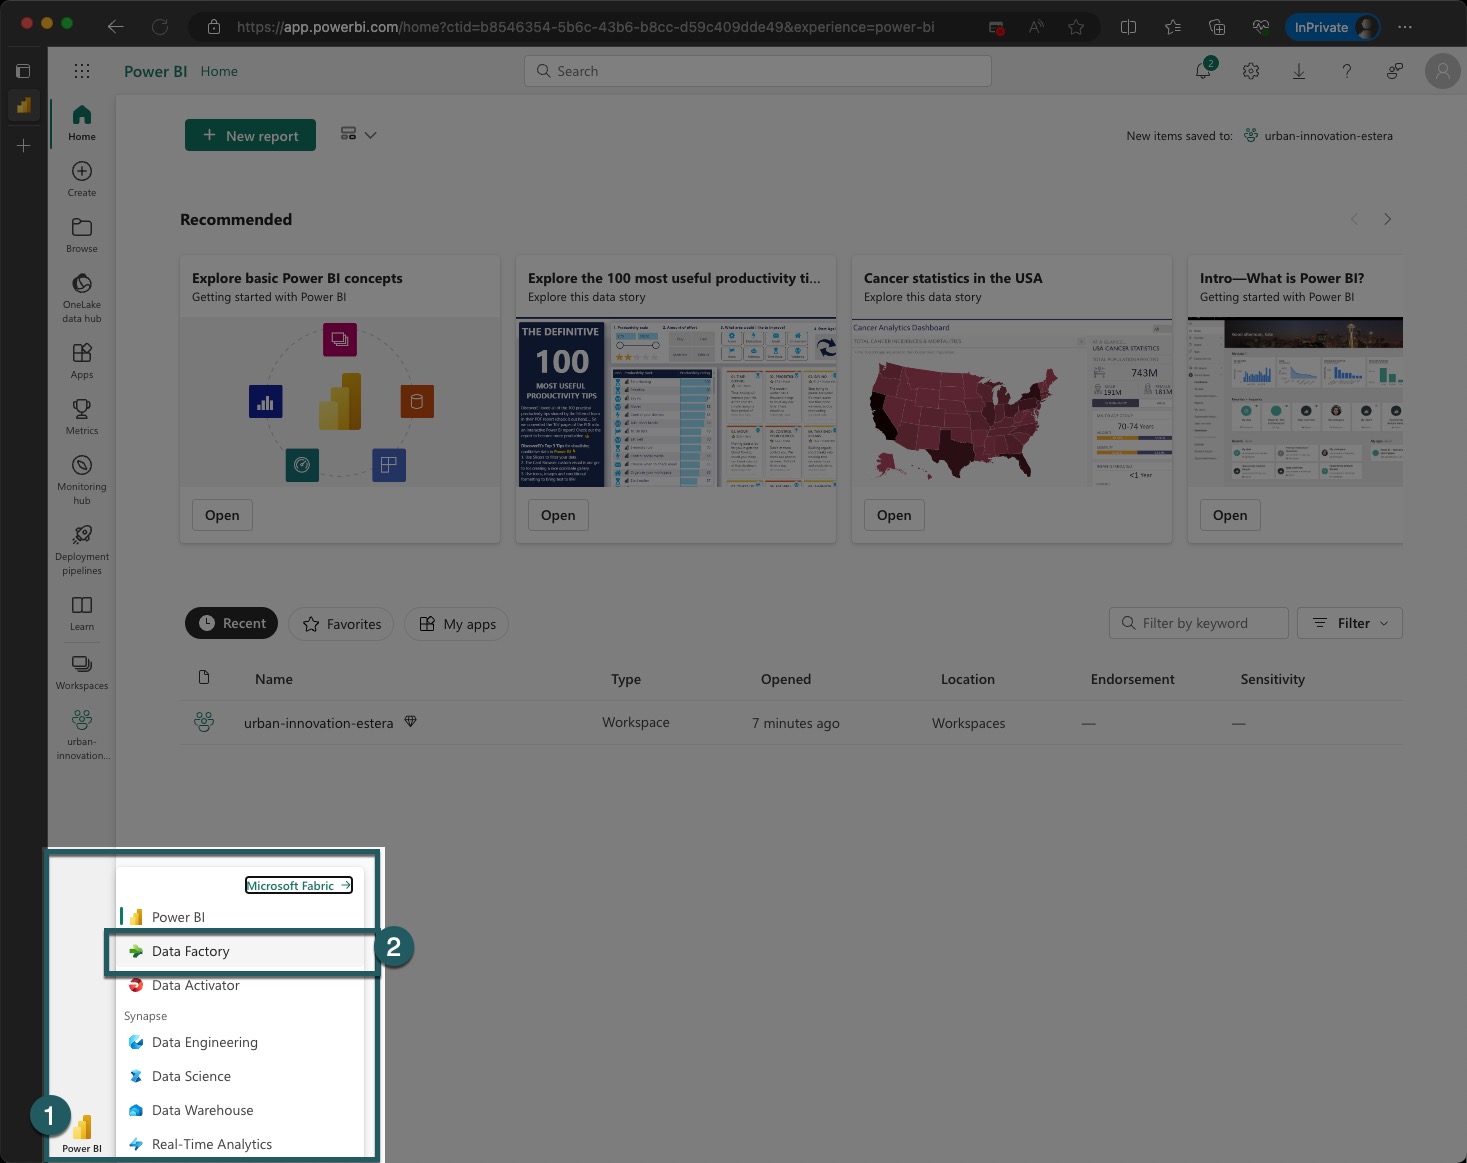 https://app.powerbi.com/home?ctid=b8546354-5b6c-43b6-b8cc-d59c409dde49&experience=power-bi
InPrivate
Power BI Home
Search
2
Home
Create
Browse
OneLake
data hub
Apps
Metrics
Monitoring
hub
Deployment
pipelines
Learn
Workspaces
urban-
innovation...
New report
New items saved to: urban-innovation-estera
Recommended
Explore basic Power BI concepts
Getting started with Power BI
Open
Explore the 100 most useful productivity ti...
Explore this data story
THE DEFINITIVE
100
MOST USEFUL
PRODUCTIVITY TIPS
Open
Cancer statistics in the USA
Explore this data story
Cancer Analytics Dashboard
TOTAL CANCER INCIDENCES & MORTALITIES
USA CANCER STATISTICS
743M
191M
181M
70-74 Years
<1 Year
Open
Intro—What is Power BI?
Getting started with Power BI
Open
Recent
Favorites
My apps
Filter by keyword
Filter
Name Type Opened Location Endorsement Sensitivity
urban-innovation-estera Workspace 7 minutes ago Workspaces — —
Microsoft Fabric
Power BI
Data Factory
2
Data Activator
Synapse
Data Engineering
Data Science
Data Warehouse
Real-Time Analytics
1
Power BI